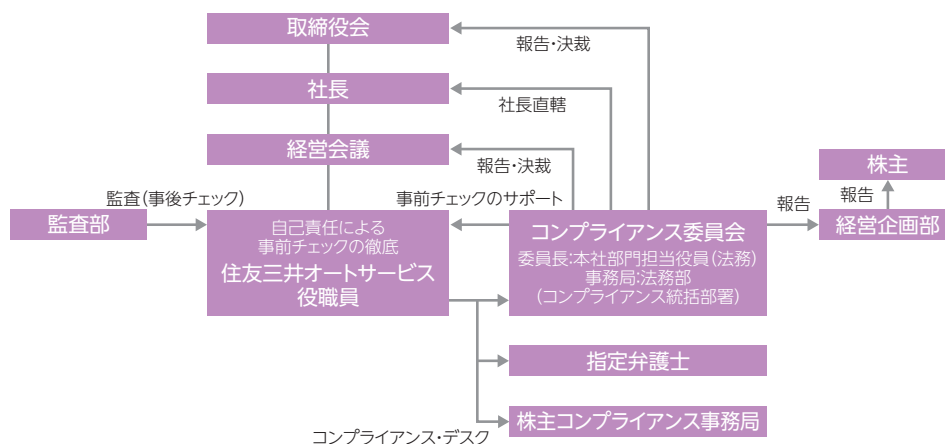 取締役会
報告・決裁
社長
社長直轄
経営会議
報告・決裁
株主
監査（事後チェック）
事前チェックのサポート
報告
報告
監査部
自己責任による
事前チェックの徹底
住友三井オートサービス
役職員
コンプライアンス委員会
委員長:本社部門担当役員(法務)
事務局:法務部
(コンプライアンス統括部署)
経営企画部
指定弁護士
株主コンプライアンス事務局
コンプライアンス・デスク